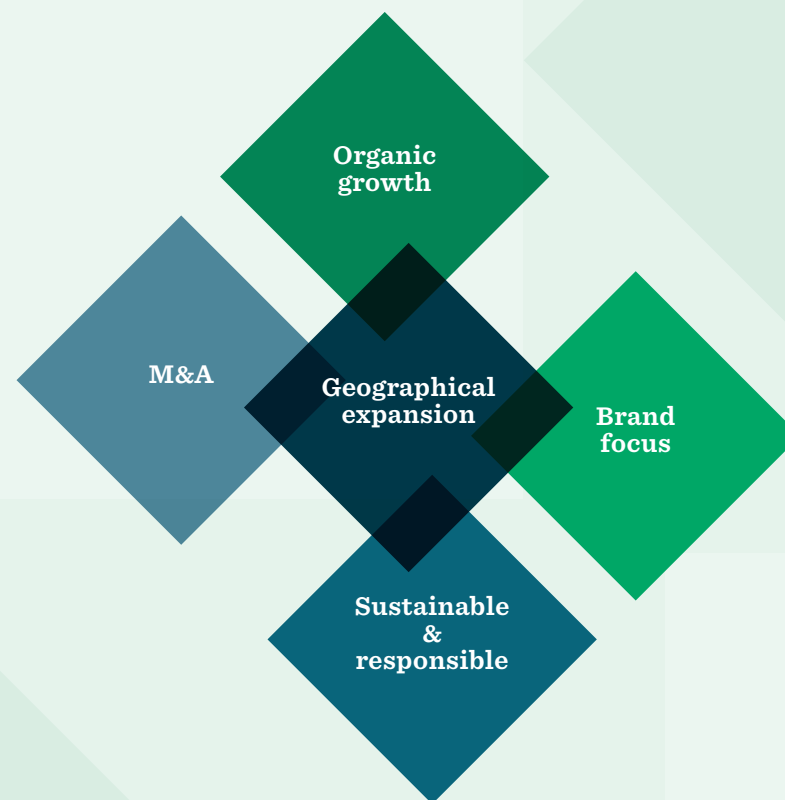 Organic
growth
M&A
Geographical
expansion
Brand
focus
Sustainable
&
responsible